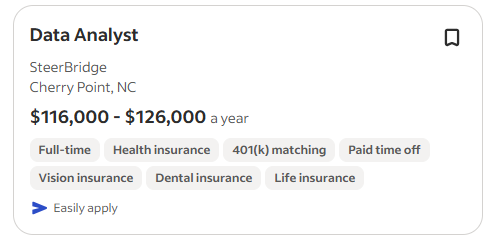 Data Analyst
SteerBridge
Cherry Point, NC
$116,000 - $126,000 a year
Full-time Health insurance 401(k) matching Paid time off
Vision insurance Dental insurance Life insurance
Easily apply